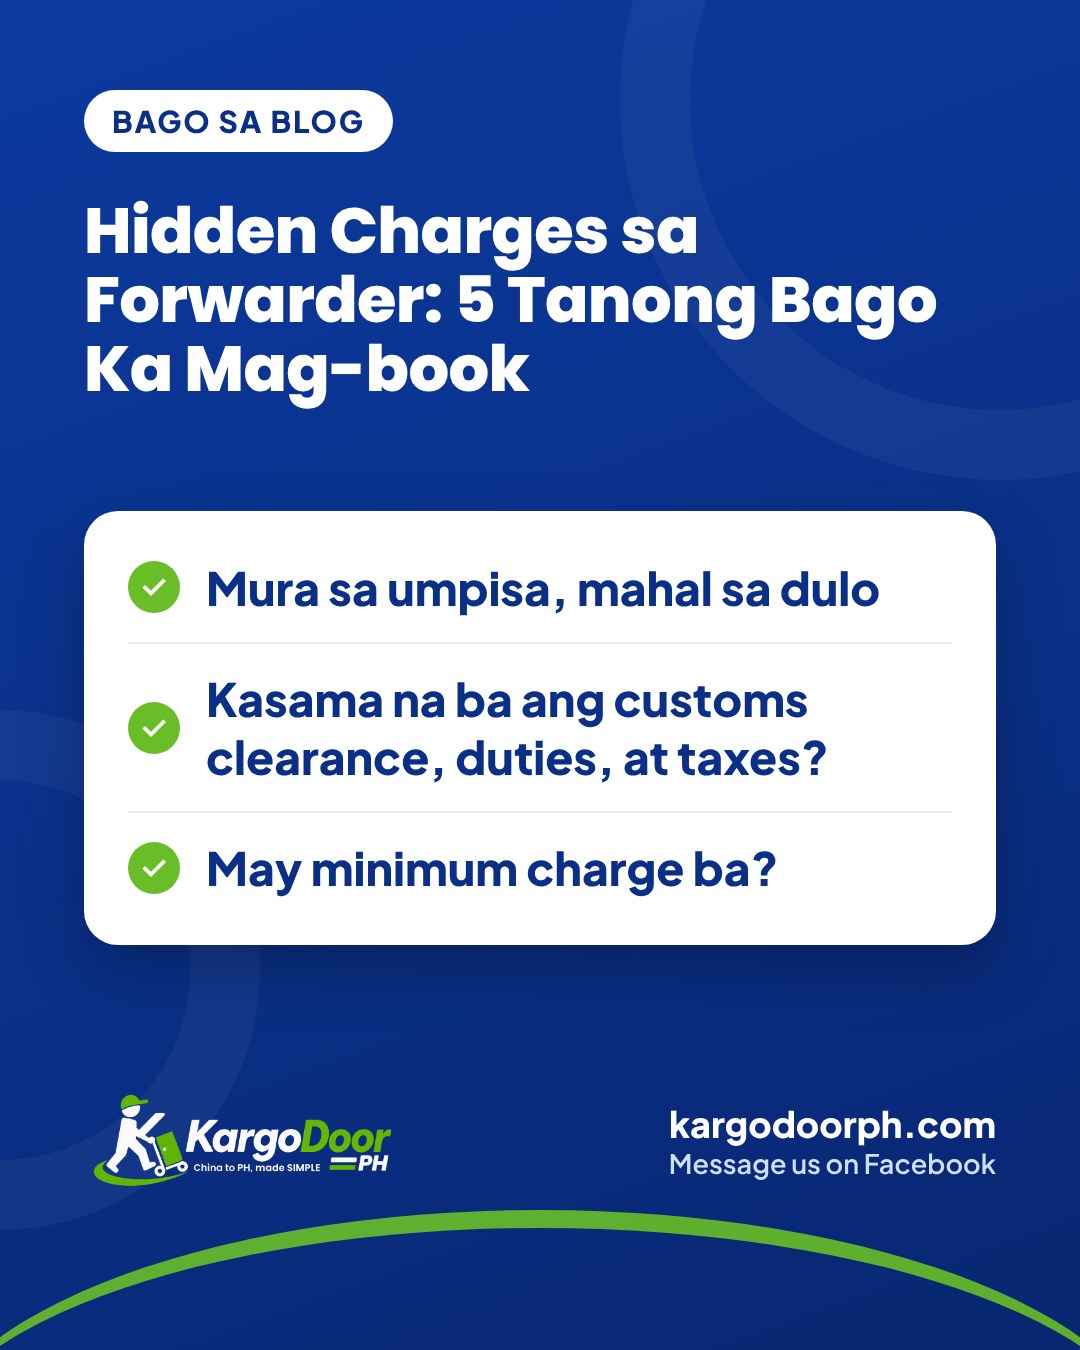 BAGO SA BLOG
Hidden Charges sa
Forwarder: 5 Tanong Bago
Ka Mag-book
Mura sa umpisa, mahal sa dulo
Kasama na ba ang customs
clearance, duties, at taxes?
May minimum charge ba?
KargoDoor
China to PH, made SIMPLE
PH
kargodoorph.com
Message us on Facebook